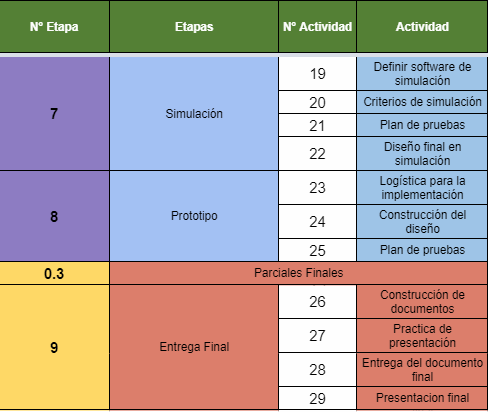 N° Etapa Etapas N° Actividad Actividad
7 Simulación 19 Definir software de
simulación
20 Criterios de simulación
21 Plan de pruebas
22 Diseño final en
simulación
8 Prototipo 23 Logística para la
implementación
24 Construcción del
diseño
25 Plan de pruebas
0.3 Parciales Finales
9 Entrega Final 26 Construcción de
documentos
27 Practica de
presentación
28 Entrega del documento
final
29 Presentacion final